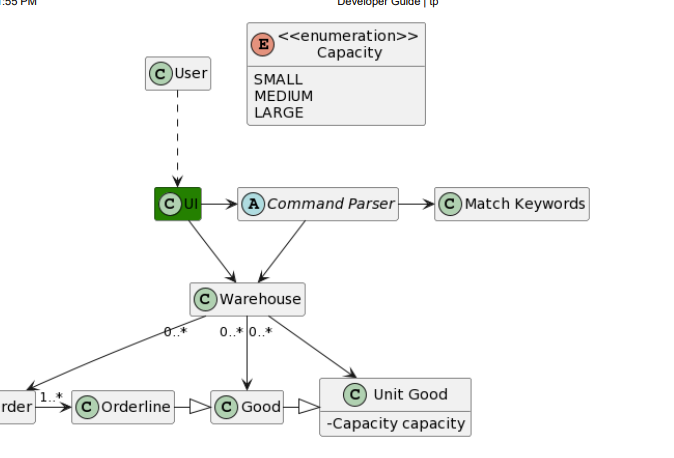 :55 PM
Developer Guide | tp
E <<enumeration>>
Capacity
SMALL
MEDIUM
LARGE
C User
C UI
A Command Parser
C Match Keywords
C Warehouse
0..*
0..*
0..*
rder
1..*
C Orderline
C Good
C Unit Good
-Capacity capacity